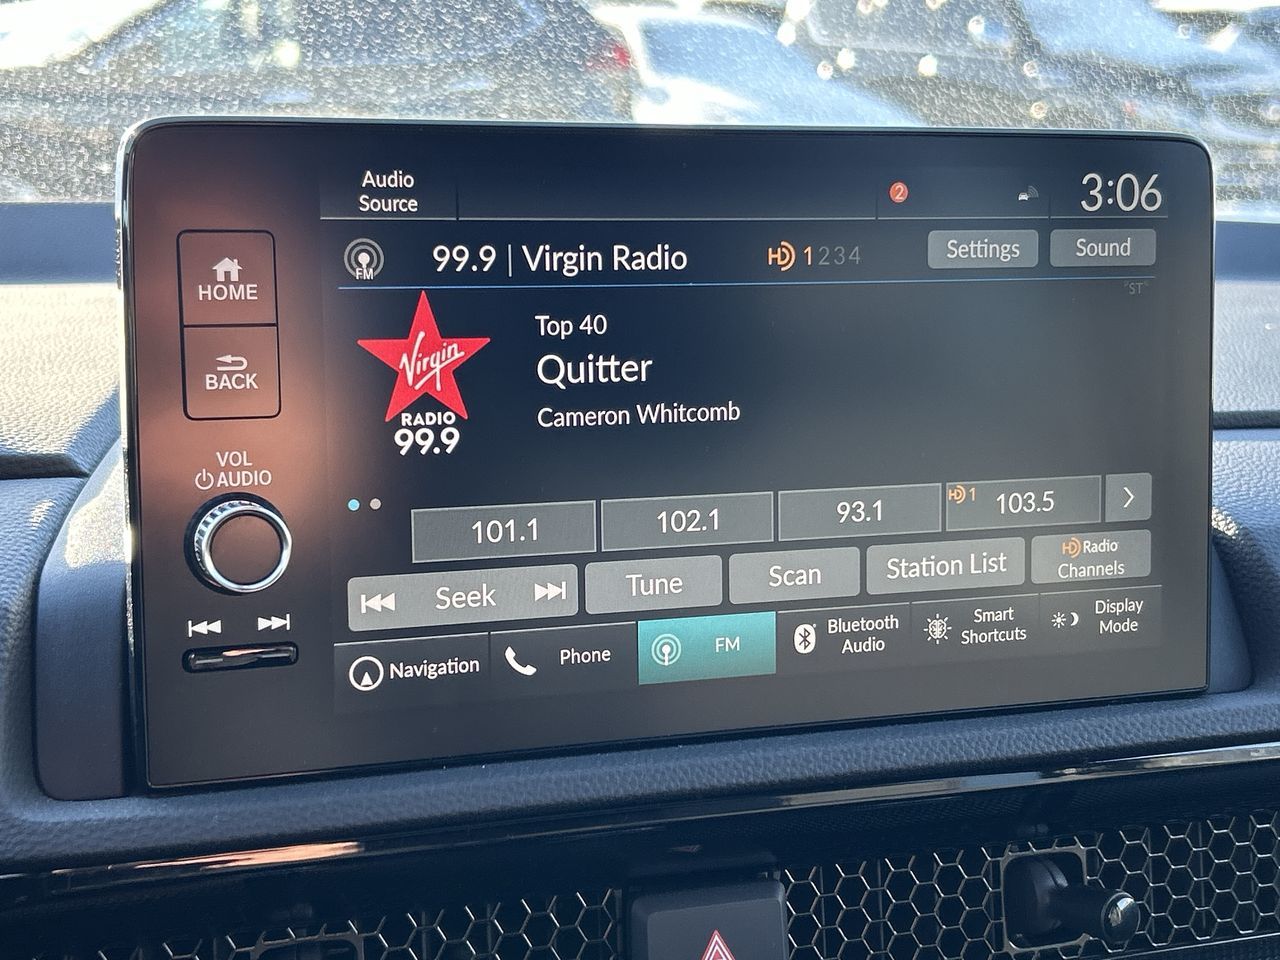 Audio
Source
2
3:06
HOME
BACK
VOL
AUDIO
FM
99.9 | Virgin Radio
HD 1 2 3 4
Settings
Sound
"ST"
Virgin
RADIO
99.9
Top 40
Quitter
Cameron Whitcomb
101.1
102.1
93.1
HD 1
103.5
Seek
Tune
Scan
Station List
HD Radio
Channels
Navigation
Phone
FM
Bluetooth
Audio
Smart
Shortcuts
Display
Mode